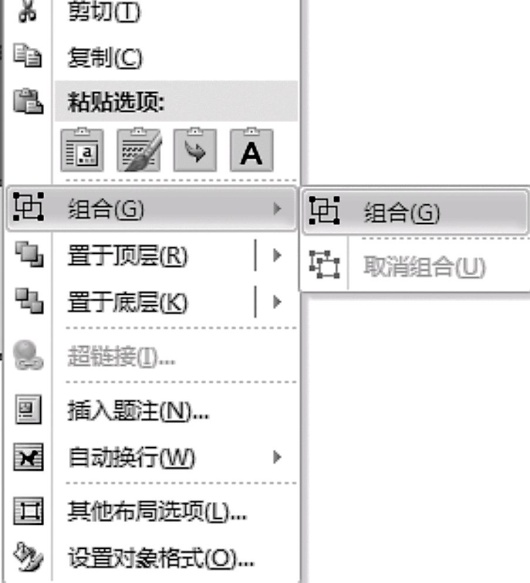 剪切(T)
复制(C)
粘贴选项:
a
A
组合(G)
组合(G)
置于顶层(R)
取消组合(U)
置于底层(K)
超链接(I)...
插入题注(N)...
自动换行(W)
其他布局选项(L)...
设置对象格式(O)...